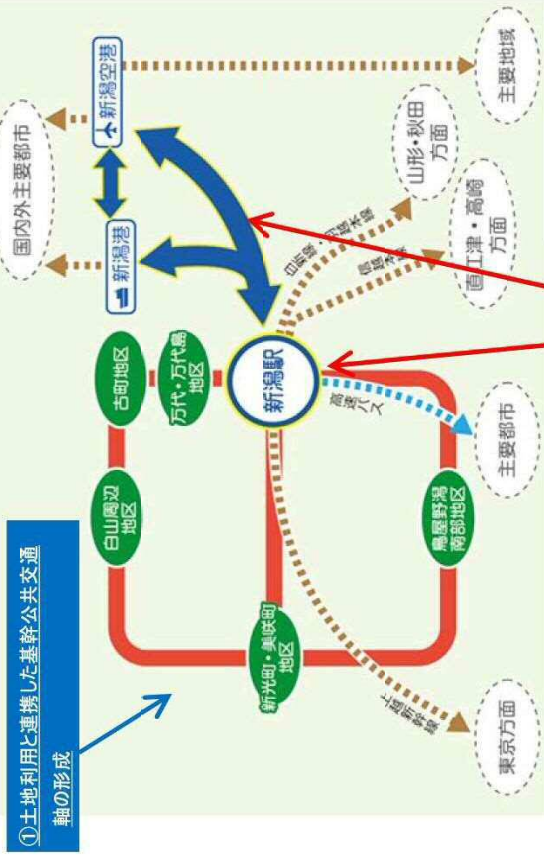 ①土地利用と連携した基幹公共交通
軸の形成
国内外主要都市
新潟港
新潟空港
古町地区
万代・万代島
地区
白山周辺
地区
新潟駅
新光町・美咲町
地区
鳥屋野潟
南部地区
白新線・羽越本線
信越本線
高速
バス
上越新幹線
山形・秋田
方面
直江津・高崎
方面
主要地域
主要都市
東京方面